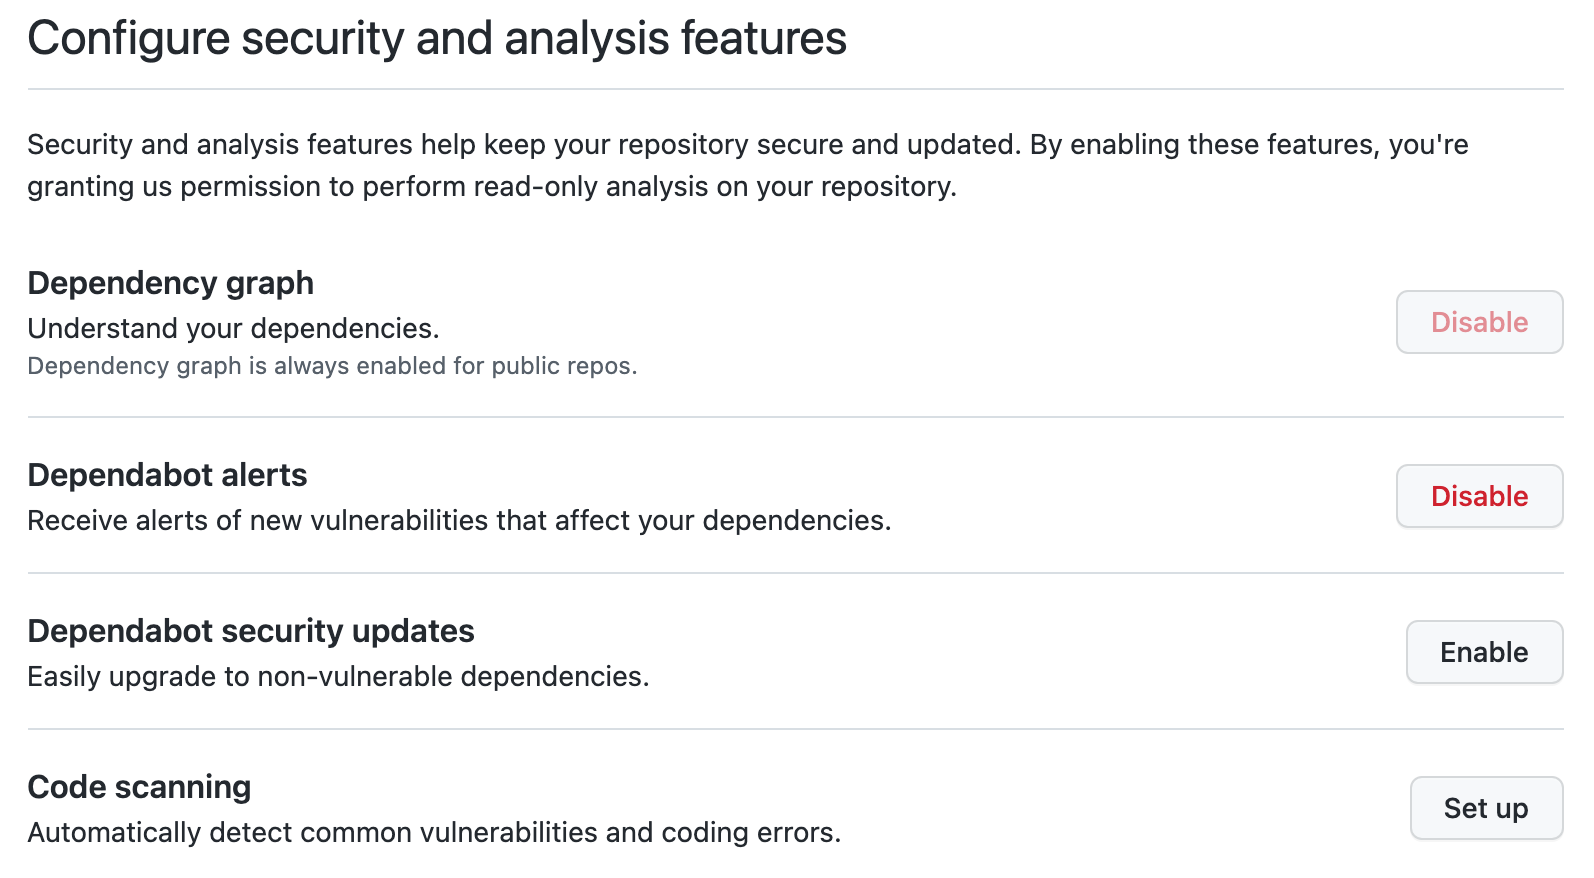 Configure security and analysis features
Security and analysis features help keep your repository secure and updated. By enabling these features, you're
granting us permission to perform read-only analysis on your repository.
Dependency graph
Understand your dependencies.
Dependency graph is always enabled for public repos.
Disable
Dependabot alerts
Receive alerts of new vulnerabilities that affect your dependencies.
Disable
Dependabot security updates
Easily upgrade to non-vulnerable dependencies.
Enable
Code scanning
Automatically detect common vulnerabilities and coding errors.
Set up